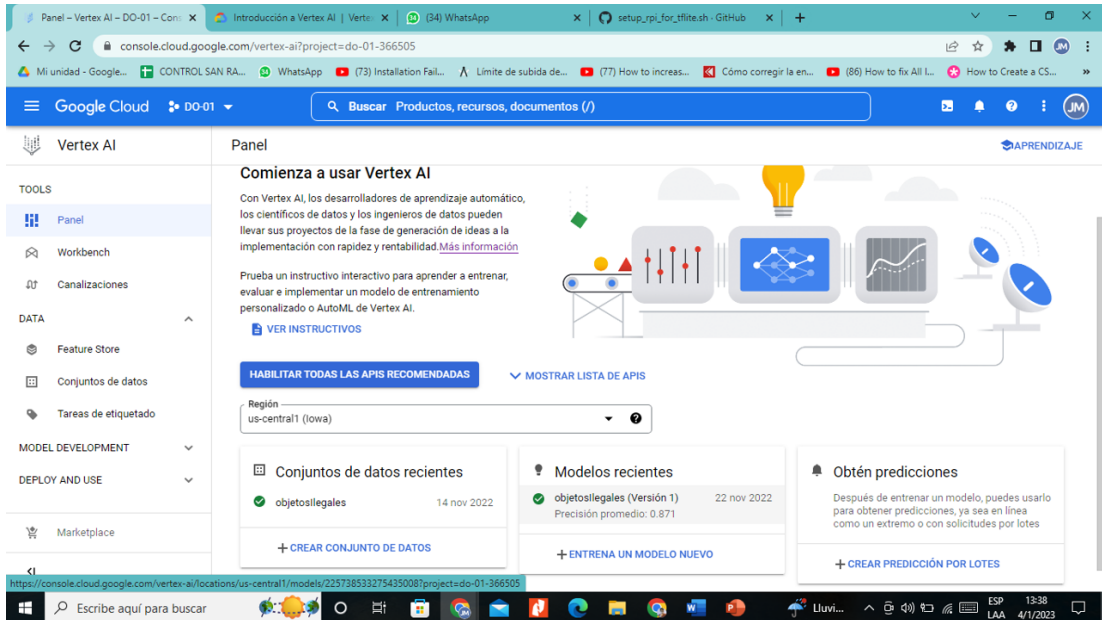 Panel – Vertex AI – DO-01 – Cons
Introducción a Vertex AI | Vertex
(34) WhatsApp
setup_rpi_for_tflite.sh · GitHub
console.cloud.google.com/vertex-ai?project=do-01-366505
JM
Mi unidad - Google...
CONTROL SAN RA...
WhatsApp
(73) Installation Fail...
Límite de subida de...
(77) How to increas...
Cómo corregir la en...
(86) How to fix All I...
How to Create a CS...
»
Google Cloud
DO-01
Buscar Productos, recursos, documentos (/)
JM
Vertex AI
Panel
APRENDIZAJE
TOOLS
Panel
Workbench
Canalizaciones
DATA
Feature Store
Conjuntos de datos
Tareas de etiquetado
MODEL DEVELOPMENT
DEPLOY AND USE
Marketplace
Comienza a usar Vertex AI
Con Vertex AI, los desarrolladores de aprendizaje automático,
los científicos de datos y los ingenieros de datos pueden
llevar sus proyectos de la fase de generación de ideas a la
implementación con rapidez y rentabilidad.Más información
Prueba un instructivo interactivo para aprender a entrenar,
evaluar e implementar un modelo de entrenamiento
personalizado o AutoML de Vertex AI.
VER INSTRUCTIVOS
HABILITAR TODAS LAS APIS RECOMENDADAS
MOSTRAR LISTA DE APIS
Región
us-central1 (Iowa)
Conjuntos de datos recientes
objetosIlegales 14 nov 2022
CREAR CONJUNTO DE DATOS
Modelos recientes
objetosIlegales (Versión 1) 22 nov 2022
Precisión promedio: 0.871
ENTRENA UN MODELO NUEVO
Obtén predicciones
Después de entrenar un modelo, puedes usarlo
para obtener predicciones, ya sea en línea
como un extremo o con solicitudes por lotes
CREAR PREDICCIÓN POR LOTES
https://console.cloud.google.com/vertex-ai/locations/us-central1/models/225738533275435008?project=do-01-366505
Escribe aquí para buscar
Lluvi...
ESP
LAA
13:38
4/1/2023